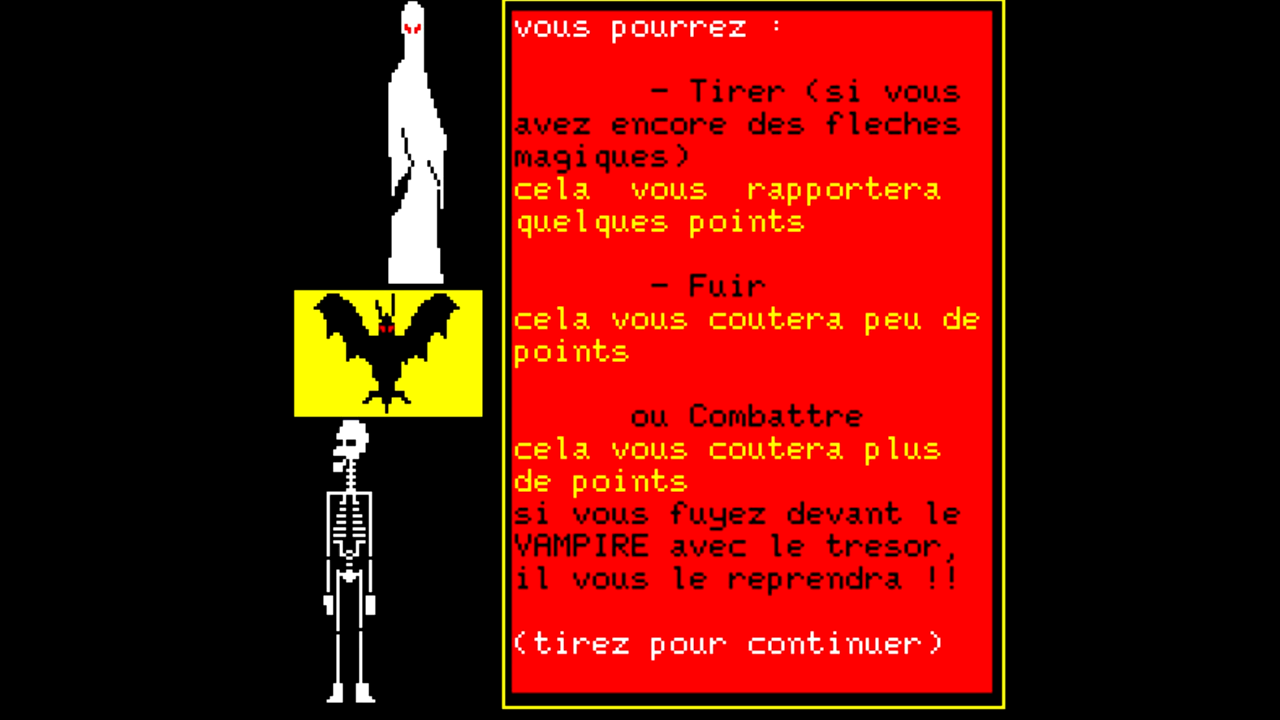 vous pourrez :
- Tirer (si vous
avez encore des fleches
magiques)
cela vous rapportera
quelques points
- Fuir
cela vous coutera peu de
points
ou Combattre
cela vous coutera plus
de points
si vous fuyez devant le
VAMPIRE avec le tresor,
il vous le reprendra !!
(tirez pour continuer)